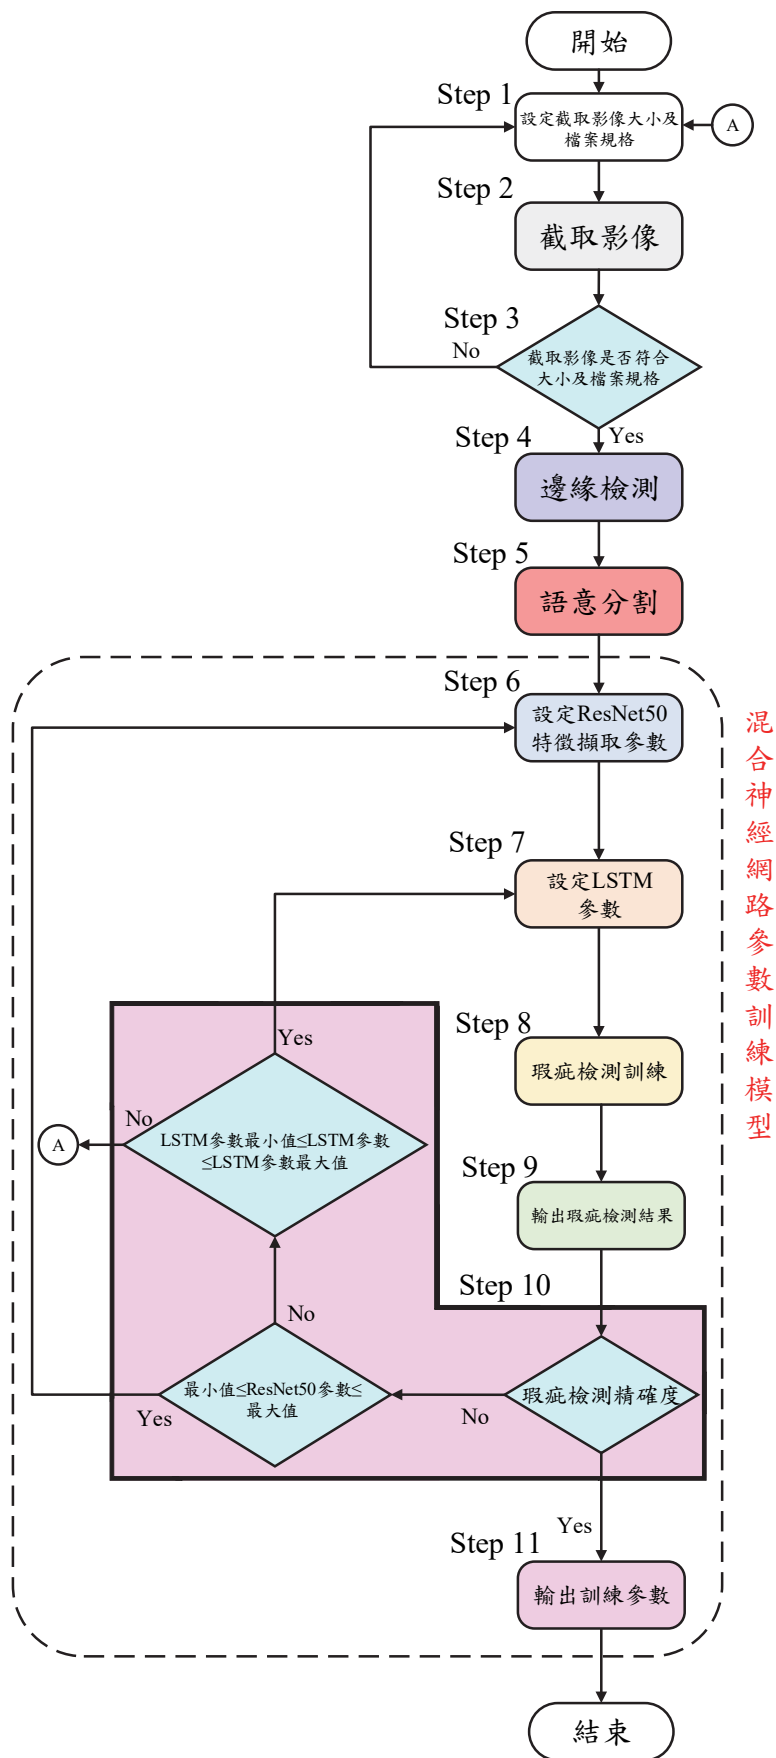 開始
Step 1
設定截取影像大小及
檔案規格
A
Step 2
截取影像
Step 3
No
截取影像是否符合
大小及檔案規格
Yes
Step 4
邊緣檢測
Step 5
語意分割
混合神經網路參數訓練模型
Step 6
設定ResNet50
特徵擷取參數
Step 7
設定LSTM
參數
Step 8
瑕疵檢測訓練
Yes
No
A
LSTM參數最小值≤LSTM參數
≤LSTM參數最大值
Step 9
輸出瑕疵檢測結果
Step 10
No
最小值≤ResNet50參數≤
最大值
Yes
No
瑕疵檢測精確度
Yes
Step 11
輸出訓練參數
結束